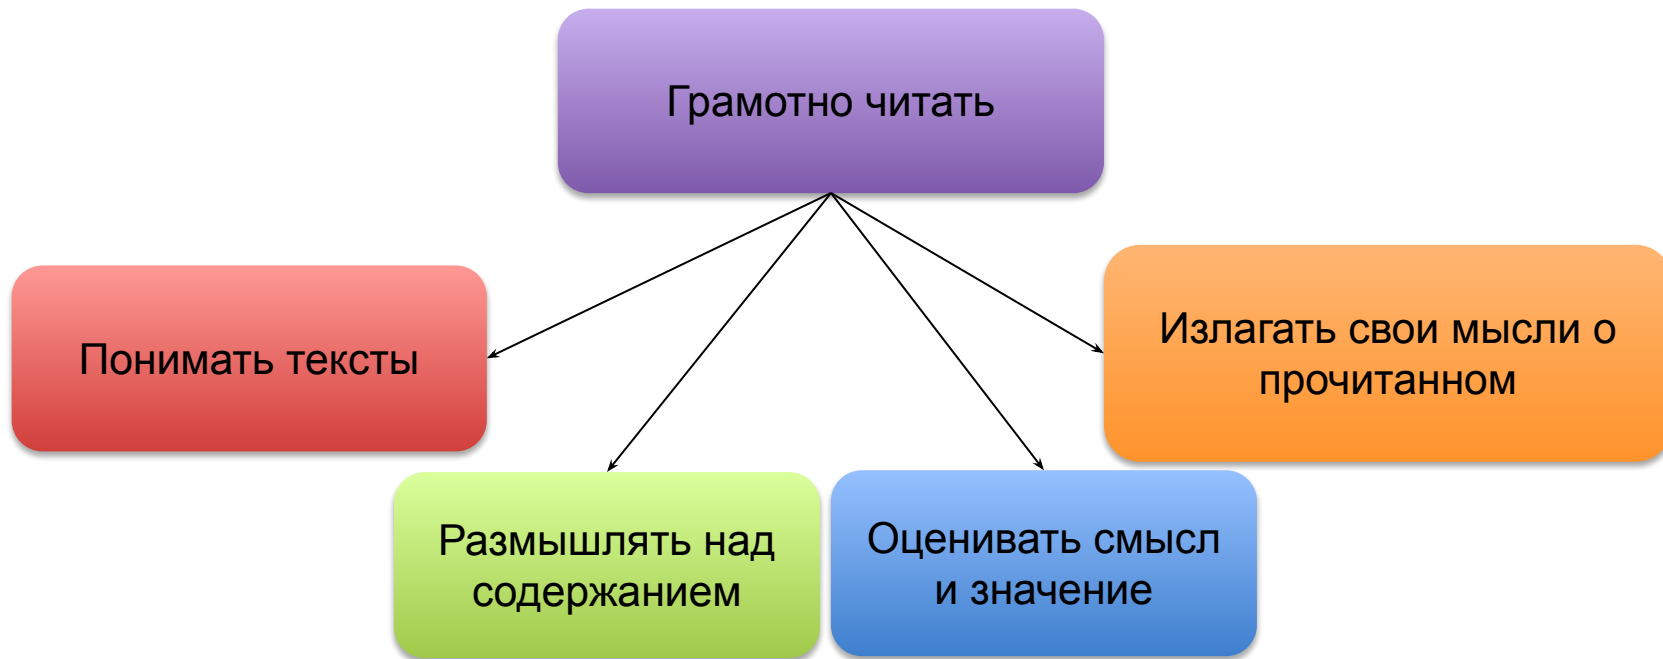 Грамотно читать
Понимать тексты
Излагать свои мысли о
прочитанном
Размышлять над
содержанием
Оценивать смысл
и значение